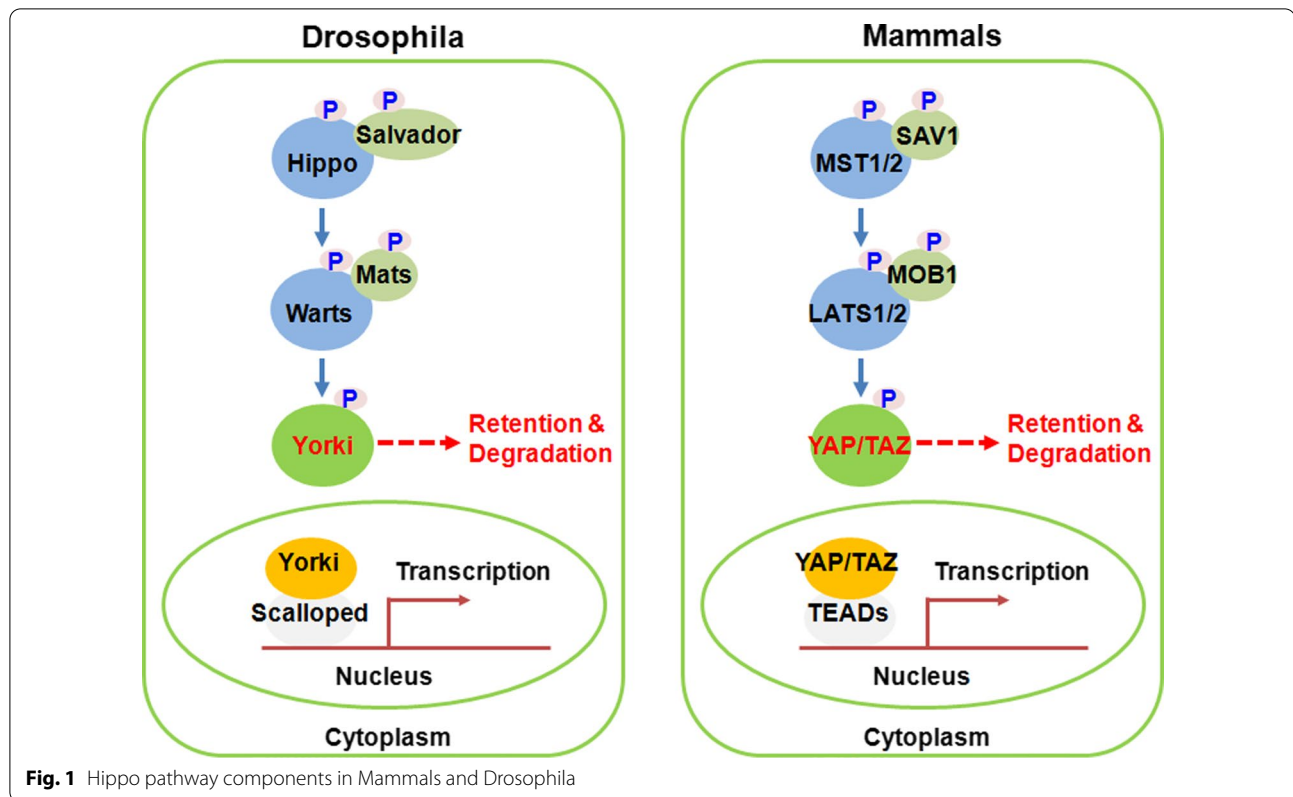 Drosophila
P
P
Salvador
Hippo
P
P
Mats
Warts
P
Yorki
Retention &
Degradation
Yorki
Transcription
Scalloped
Nucleus
Cytoplasm
Mammals
P
P
SAV1
MST1/2
P
P
MOB1
LATS1/2
P
YAP/TAZ
Retention &
Degradation
YAP/TAZ
Transcription
TEADs
Nucleus
Cytoplasm
Fig. 1 Hippo pathway components in Mammals and Drosophila